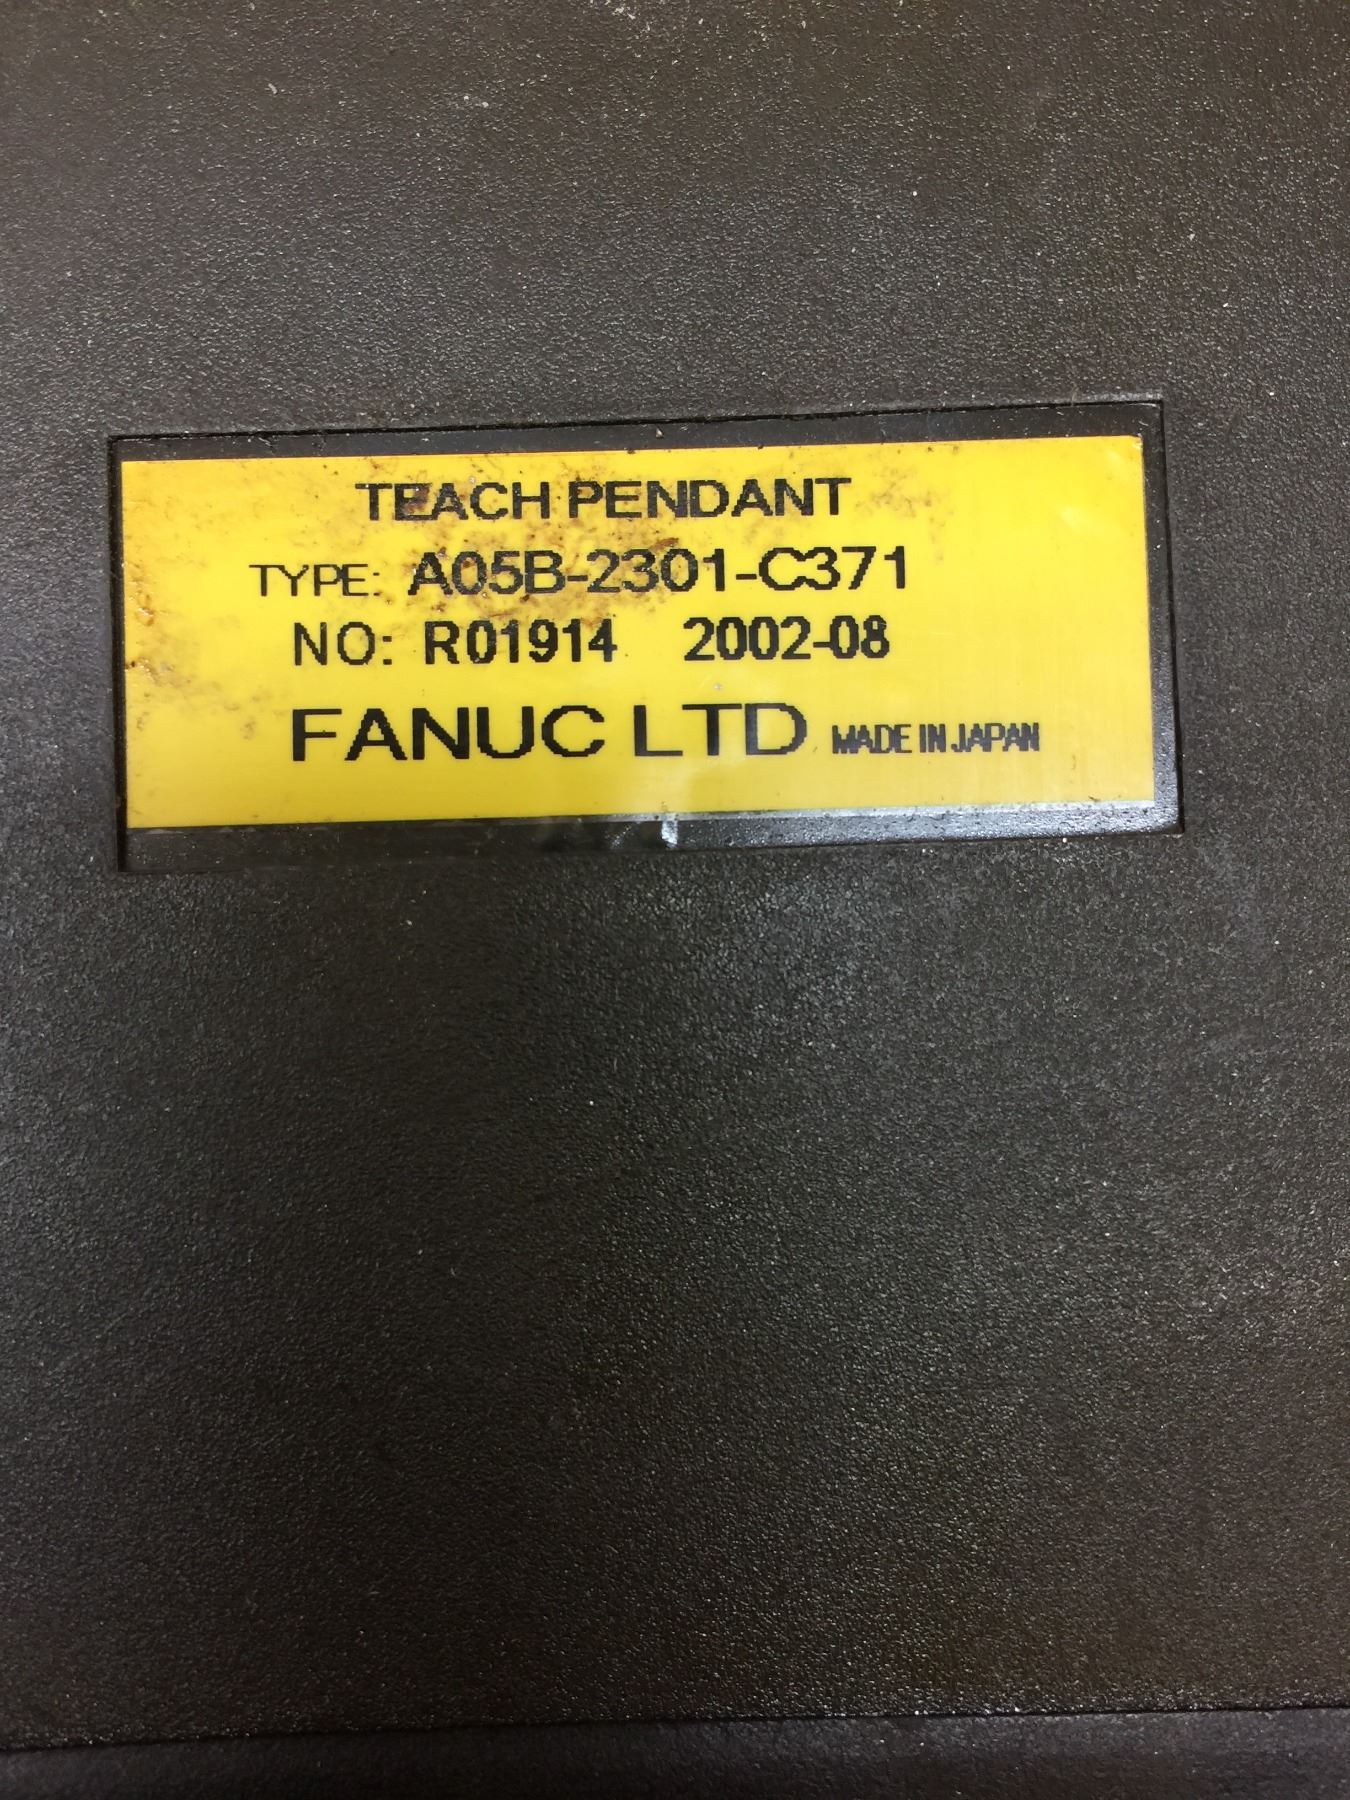 TEACH PENDANT
TYPE: A05B-2301-C371
NO: R01914 2002-08
FANUC LTD MADE IN JAPAN